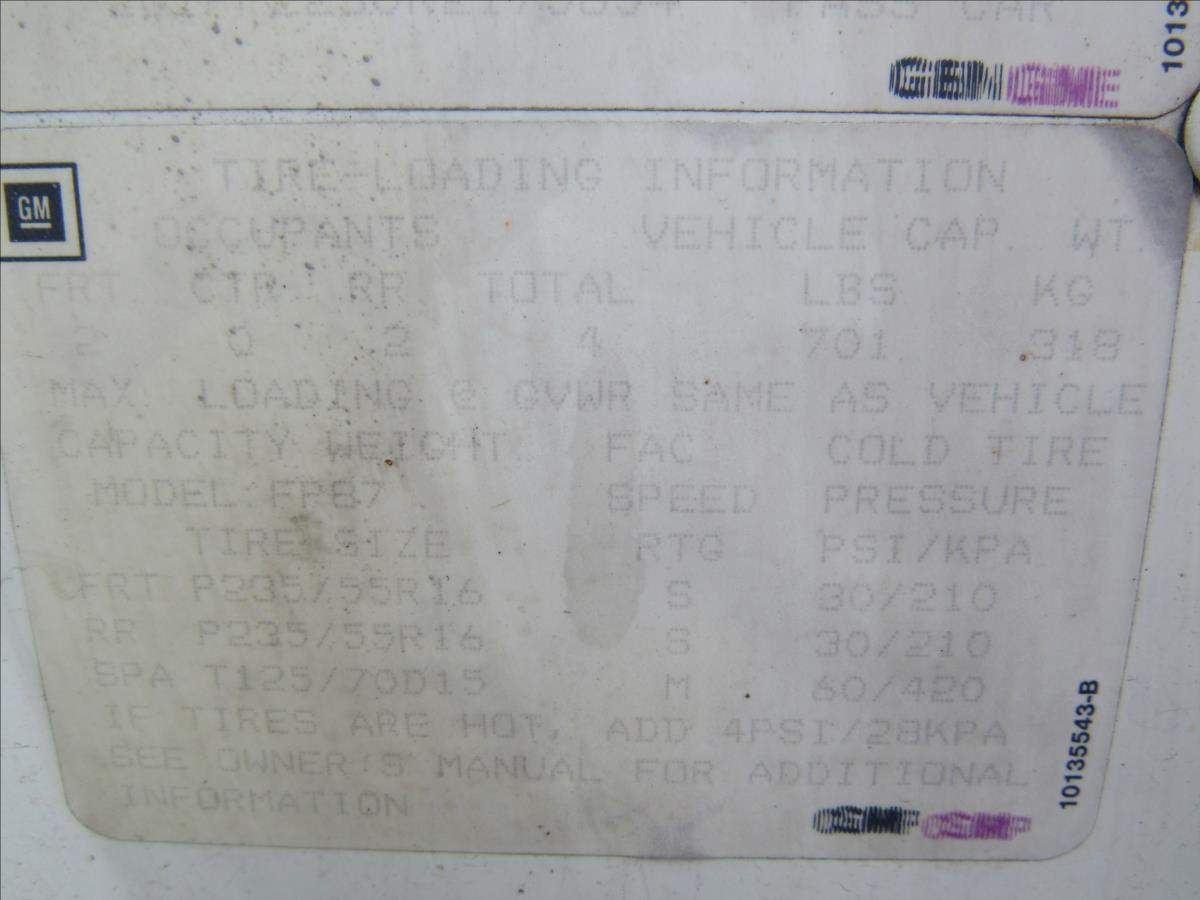 PASS CAR
1013
GM
TIRE-LOADING INFORMATION
OCCUPANTS VEHICLE CAP. WT.
FRT CTR RR TOTAL LBS KG
2 0 2 4 701 318
MAX. LOADING @ GVWR SAME AS VEHICLE
CAPACITY WEIGHT. FAC COLD TIRE
MODEL: FP87 SPEED PRESSURE
TIRE SIZE RTG PSI/KPA
FRT P235/55R16 S 30/210
RR P235/55R16 S 30/210
SPA T125/70D15 M 60/420
IF TIRES ARE HOT, ADD 4PSI/28KPA
SEE OWNER'S MANUAL FOR ADDITIONAL
INFORMATION
10135543-B